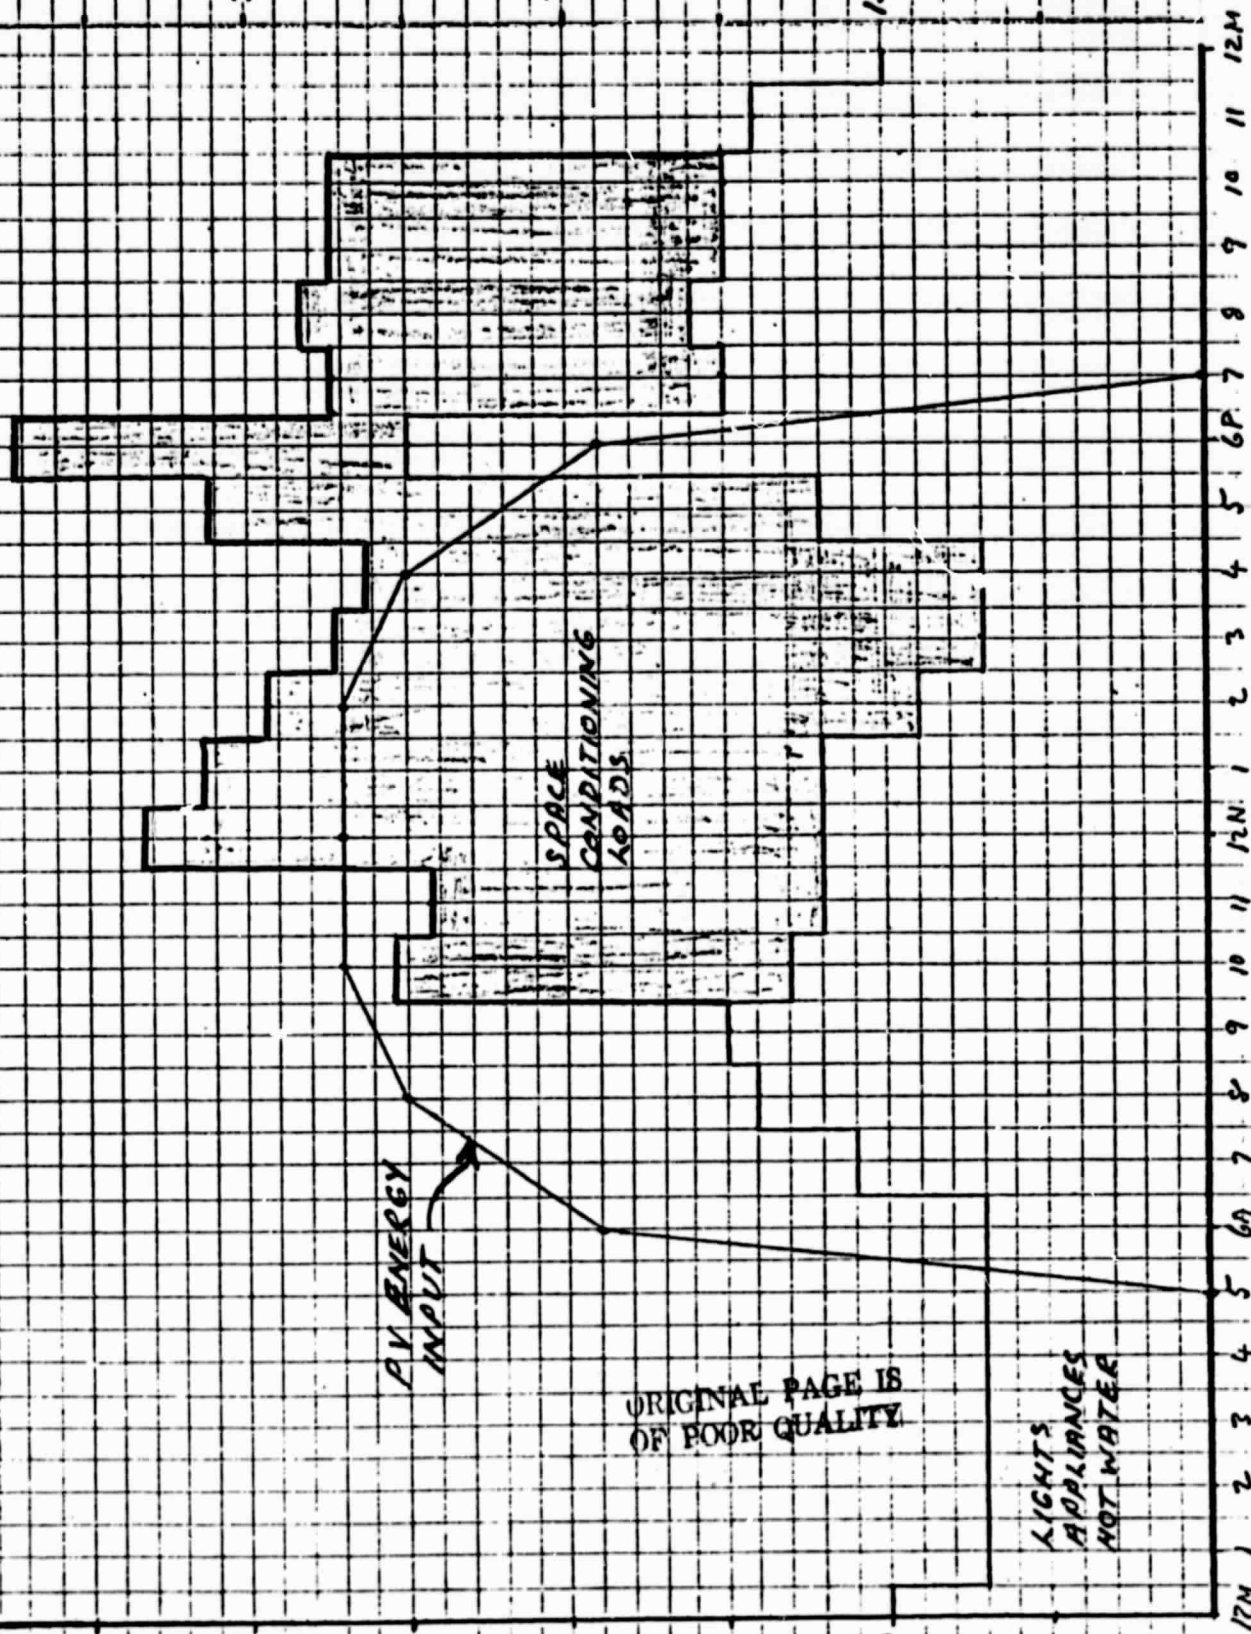 PV ENERGY
INPUT
SPACE
CONDITIONING
LOADS
LIGHTS
APPLIANCES
HOT WATER
ORIGINAL PAGE IS
OF POOR QUALITY
12M 1 2 3 4 5 6A 7 8 9 10 11 12N 1 2 3 4 5 6P 7 8 9 10 11 12M